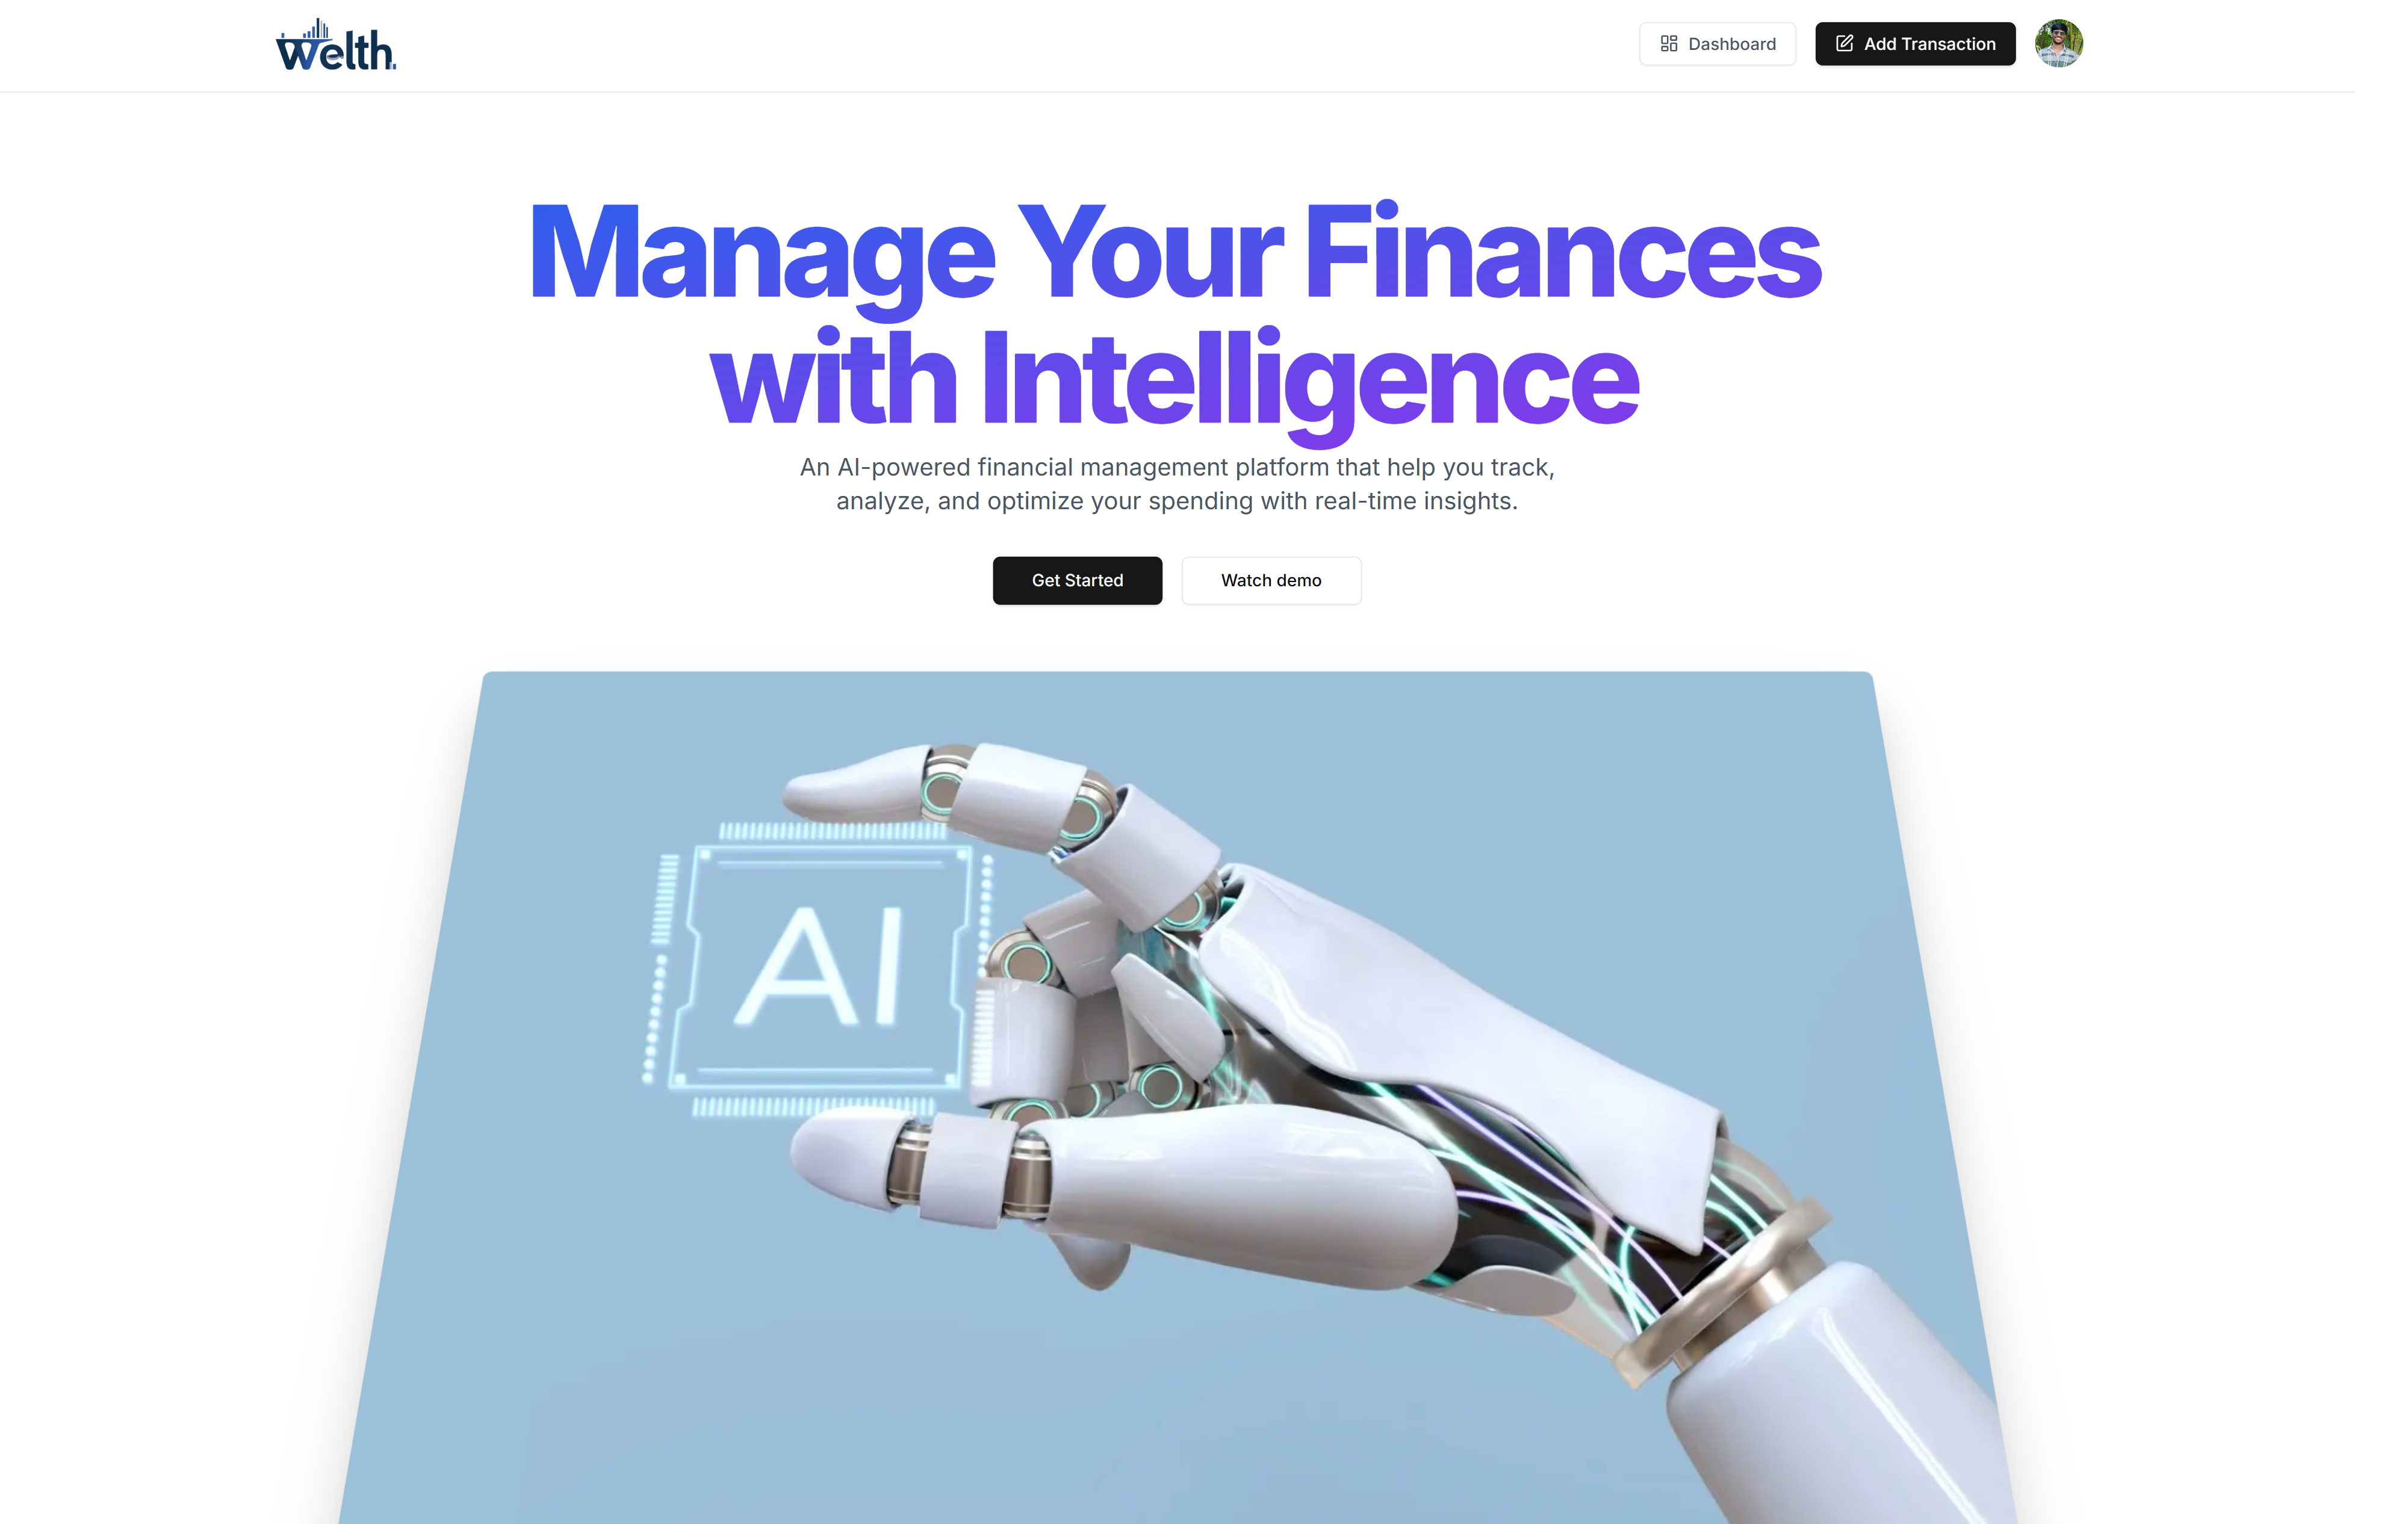 Welth.
Dashboard
Add Transaction
Manage Your Finances
with Intelligence
An AI-powered financial management platform that help you track,
analyze, and optimize your spending with real-time insights.
Get Started
Watch demo
AI